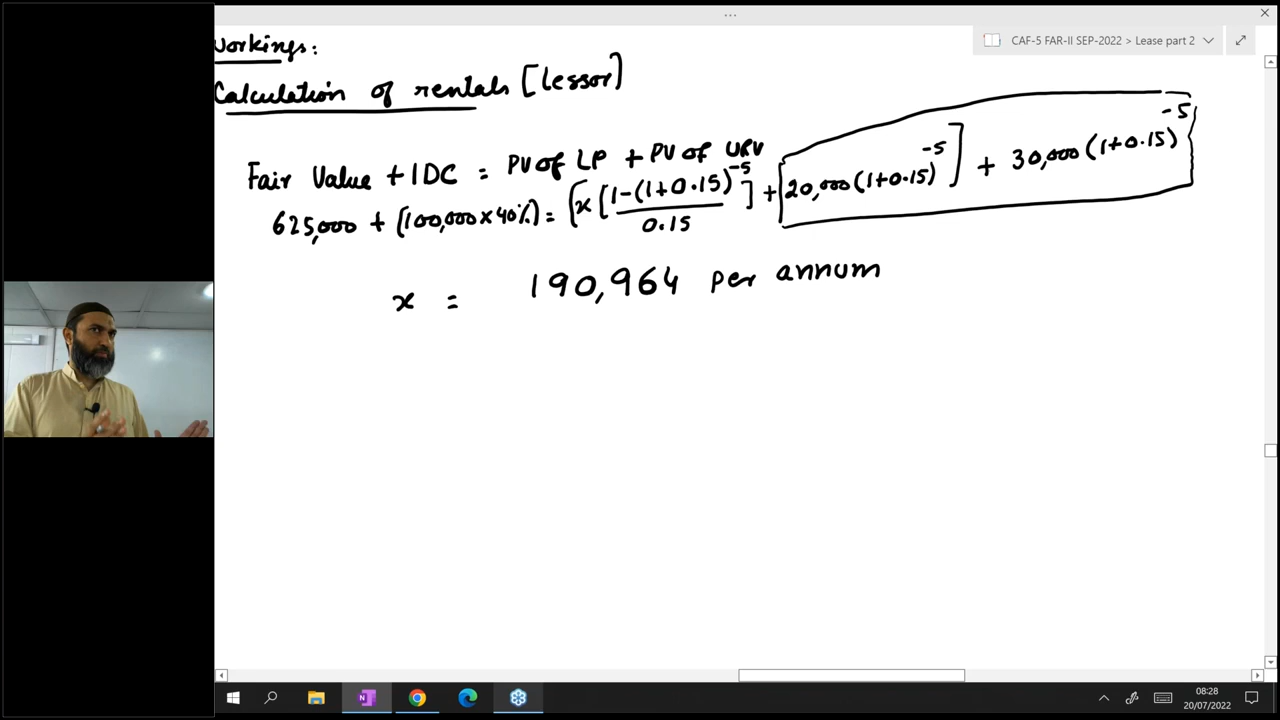 CAF-5 FAR-II SEP-2022 > Lease part 2
Workings:
Calculation of rentals [Lessor]
Fair Value + IDC = PV of LP + PV of URV
625,000 + (100,000 x 40%) = [x [1-(1+0.15)^-5 / 0.15] + 20,000(1+0.15)^-5] + 30,000(1+0.15)^-5
x = 190,964 per annum
08:28
20/07/2022